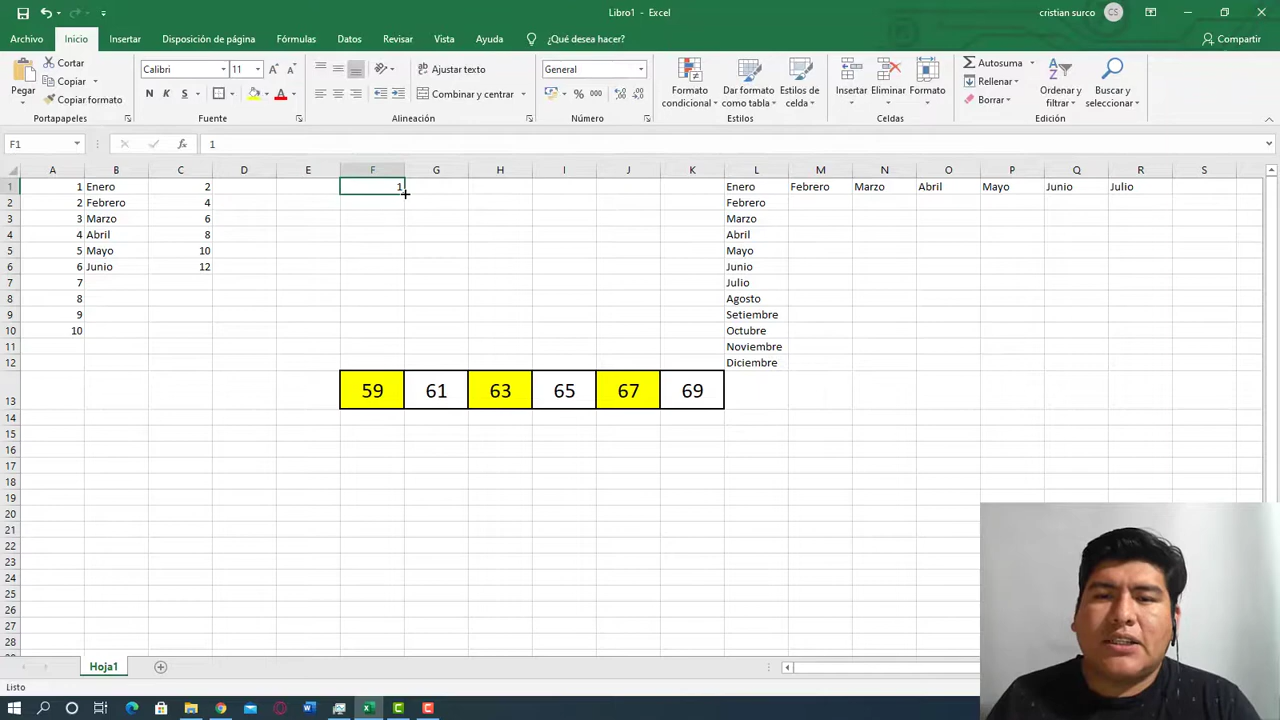 Libro1 - Excel
cristian surco
CS
Archivo
Inicio
Insertar
Disposición de página
Fórmulas
Datos
Revisar
Vista
Ayuda
¿Qué desea hacer?
Compartir
Pegar
Cortar
Copiar
Copiar formato
Portapapeles
Calibri
11
N
K
S
Fuente
Ajustar texto
Combinar y centrar
Alineación
General
% 000
Número
Formato condicional
Dar formato como tabla
Estilos de celda
Estilos
Insertar
Eliminar
Formato
Celdas
Autosuma
Rellenar
Borrar
Ordenar y filtrar
Buscar y seleccionar
Edición
F1
fx
1
A B C D E F G H I J K L M N O P Q R S
1 1 Enero 2 1 Enero Febrero Marzo Abril Mayo Junio Julio
2 2 Febrero 4 Febrero
3 3 Marzo 6 Marzo
4 4 Abril 8 Abril
5 5 Mayo 10 Mayo
6 6 Junio 12 Junio
7 7 Julio
8 8 Agosto
9 9 Setiembre
10 10 Octubre
11 Noviembre
12 Diciembre
13 59 61 63 65 67 69
14
15
16
17
18
19
20
21
22
23
24
25
26
27
28
Hoja1
Listo